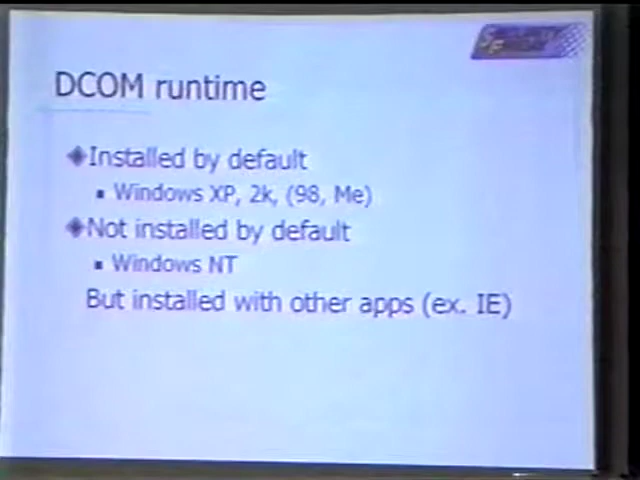 DCOM runtime
Installed by default
Windows XP, 2k, (98, Me)
Not installed by default
Windows NT
But installed with other apps (ex. IE)